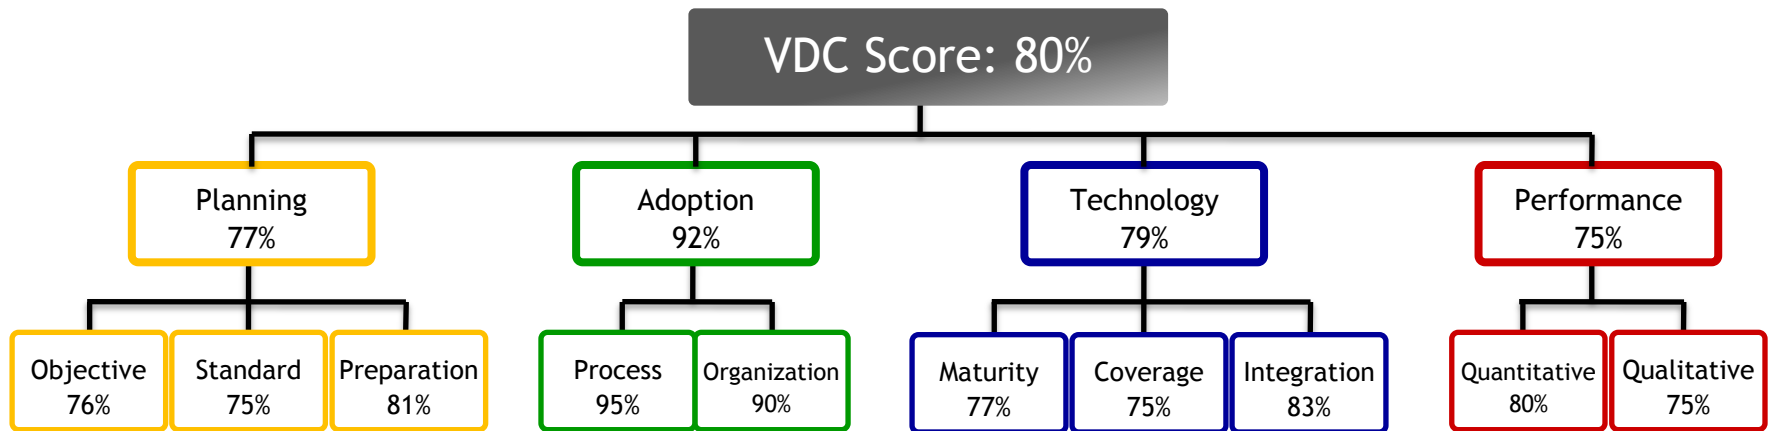 VDC Score: 80%
Planning
77%
Adoption
92%
Technology
79%
Performance
75%
Objective
76%
Standard
75%
Preparation
81%
Process
95%
Organization
90%
Maturity
77%
Coverage
75%
Integration
83%
Quantitative
80%
Qualitative
75%